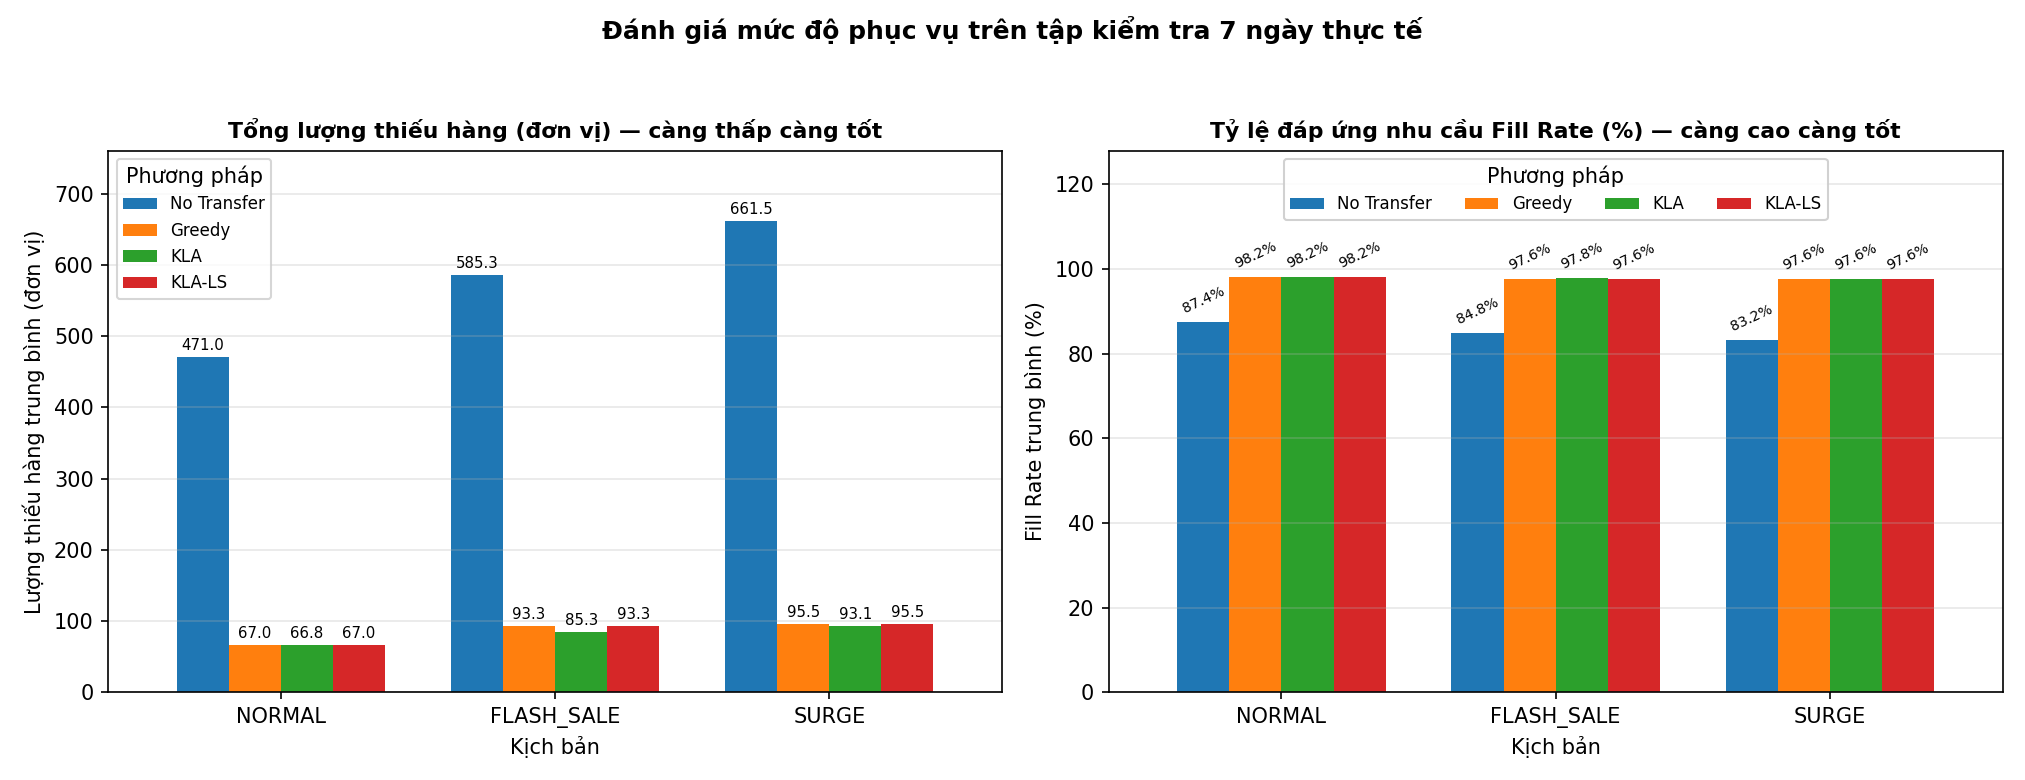 Đánh giá mức độ phục vụ trên tập kiểm tra 7 ngày thực tế
Tổng lượng thiếu hàng (đơn vị) — càng thấp càng tốt
Lượng thiếu hàng trung bình (đơn vị)
700
600
500
400
300
200
100
0
Phương pháp
No Transfer
Greedy
KLA
KLA-LS
471.0
67.0
66.8
67.0
585.3
93.3
85.3
93.3
661.5
95.5
93.1
95.5
NORMAL
FLASH_SALE
SURGE
Kịch bản
Tỷ lệ đáp ứng nhu cầu Fill Rate (%) — càng cao càng tốt
Fill Rate trung bình (%)
120
100
80
60
40
20
0
Phương pháp
No Transfer
Greedy
KLA
KLA-LS
87.4%
98.2%
98.2%
98.2%
84.8%
97.6%
97.8%
97.6%
83.2%
97.6%
97.6%
97.6%
NORMAL
FLASH_SALE
SURGE
Kịch bản